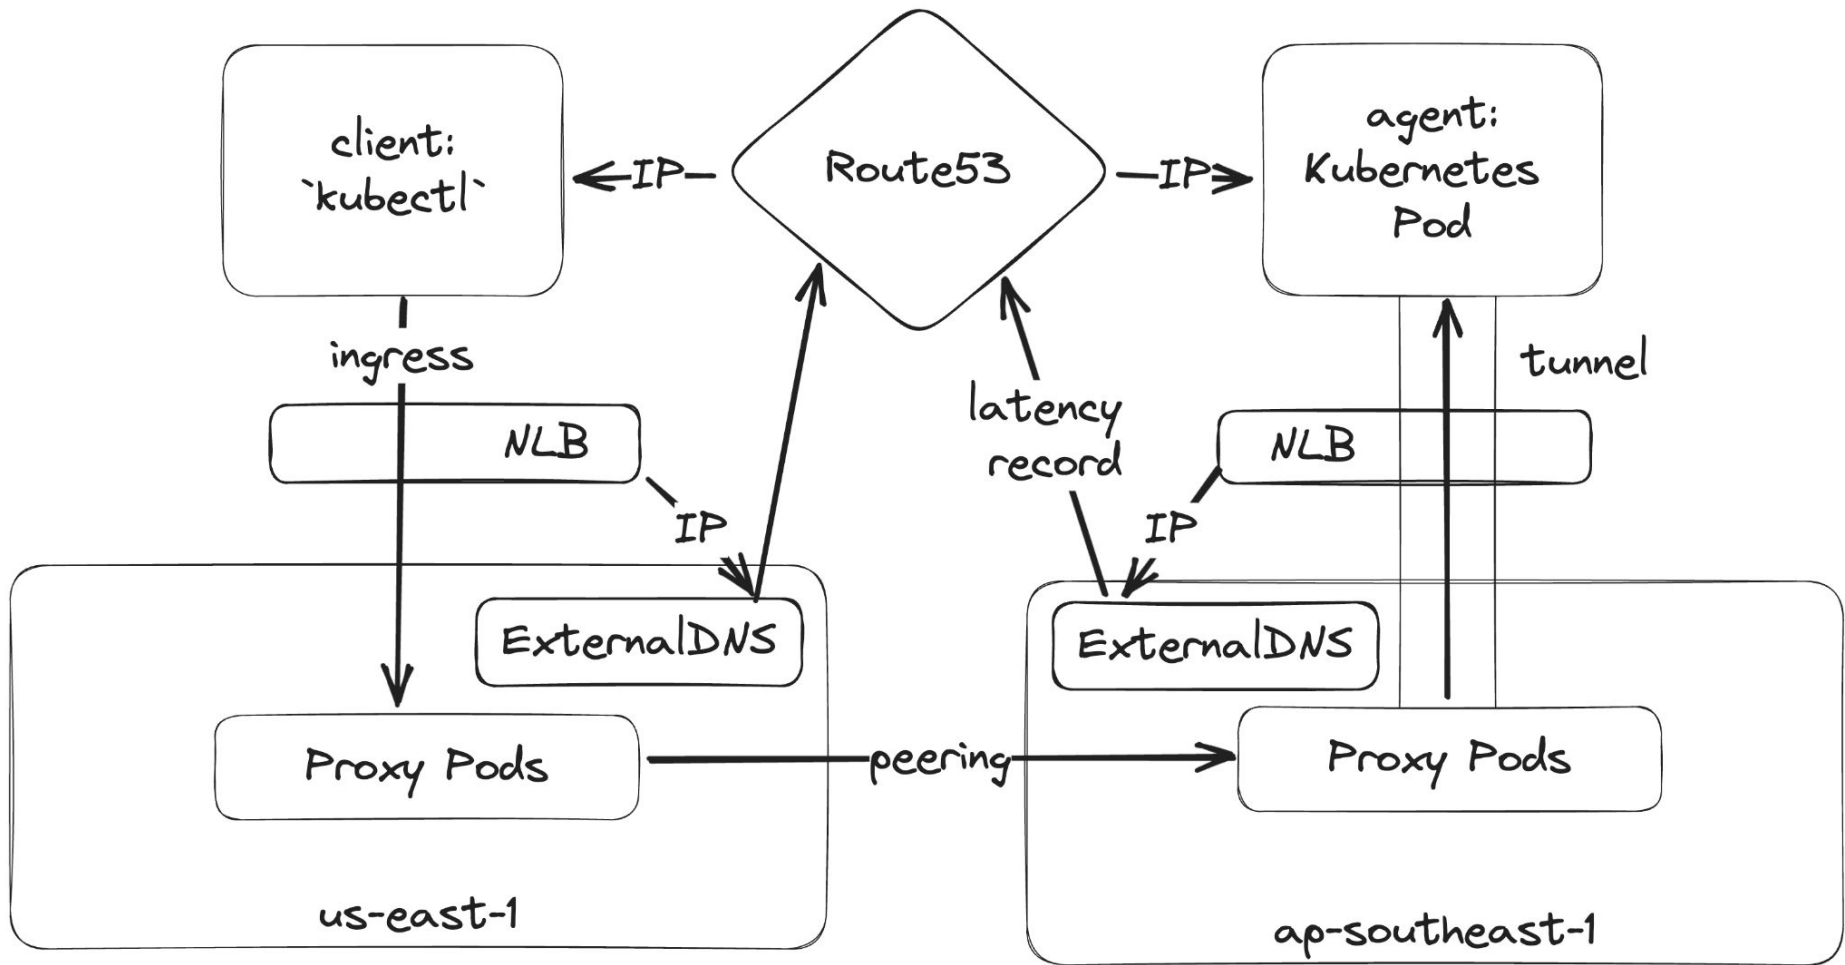 client:
`kubectl`
IP
Route53
IP
agent:
Kubernetes
Pod
ingress
NLB
IP
latency
record
NLB
IP
tunnel
ExternalDNS
ExternalDNS
Proxy Pods
peering
Proxy Pods
us-east-1
ap-southeast-1